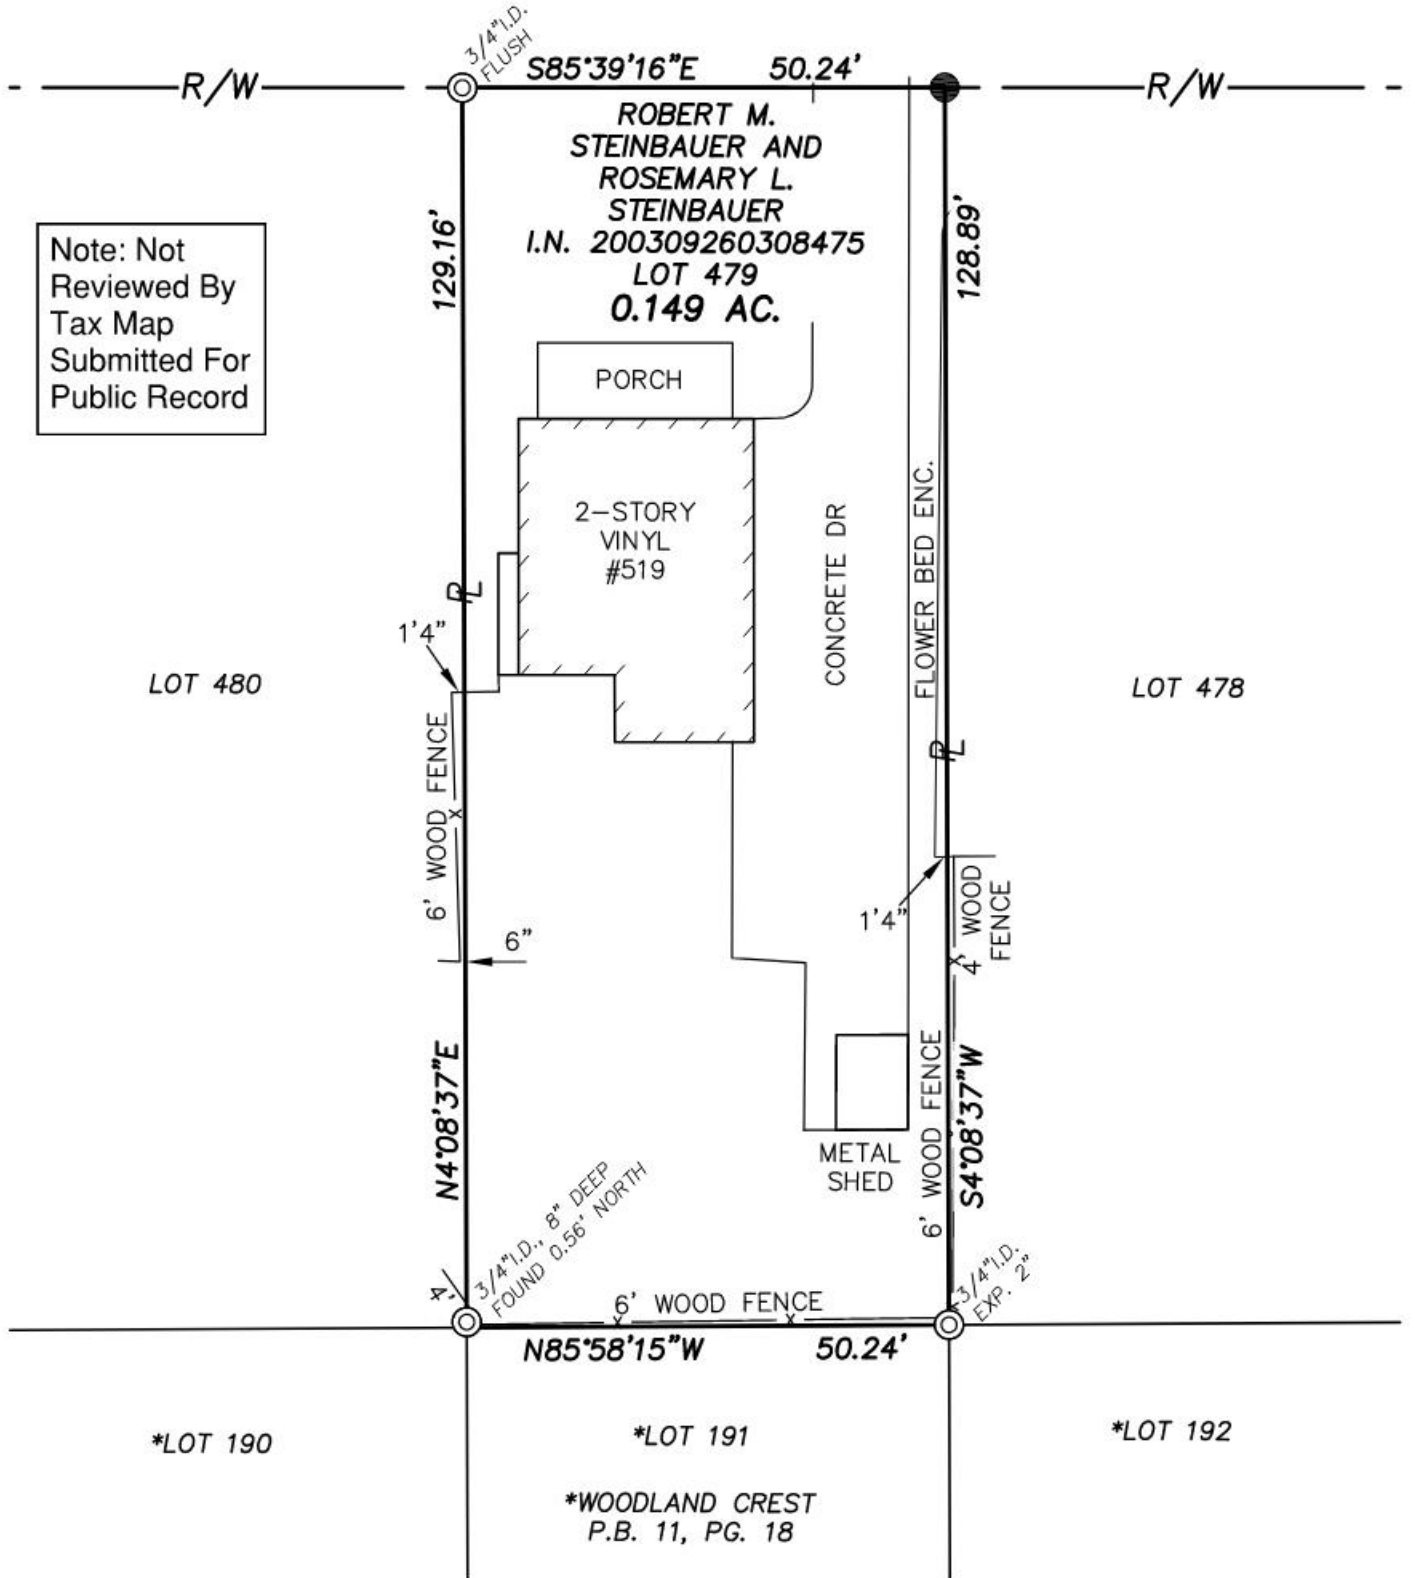 3/4"I.D.
FLUSH
S85°39'16"E 50.24'
R/W
R/W
ROBERT M.
STEINBAUER AND
ROSEMARY L.
STEINBAUER
I.N. 200309260308475
LOT 479
0.149 AC.
129.16'
128.89'
Note: Not
Reviewed By
Tax Map
Submitted For
Public Record
PORCH
2-STORY
VINYL
#519
CONCRETE DR
FLOWER BED ENC.
PL
1'4"
LOT 480
LOT 478
PL
6' WOOD FENCE
X
1'4"
4' WOOD
FENCE
X
6"
N4°08'37"E
6' WOOD FENCE
S4°08'37"W
METAL
SHED
3/4"I.D., 8" DEEP
FOUND 0.56' NORTH
4'
3/4"I.D.
EXP. 2"
6' WOOD FENCE
X X
N85°58'15"W 50.24'
*LOT 190
*LOT 191
*LOT 192
*WOODLAND CREST
P.B. 11, PG. 18